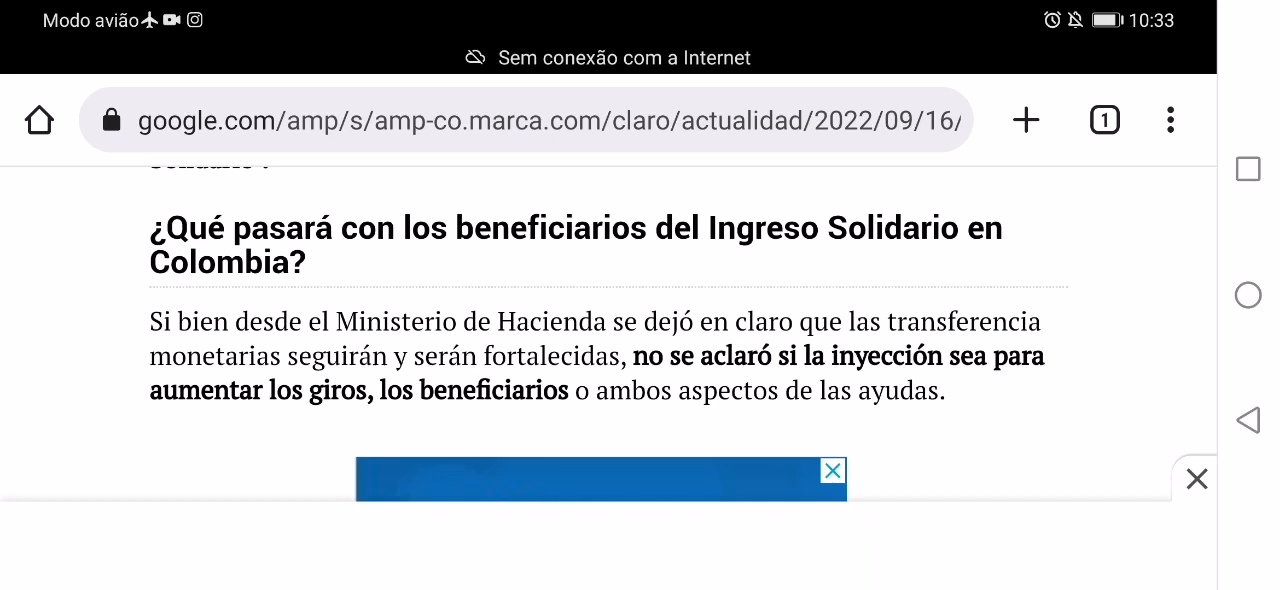 Modo avião 10:33
Sem conexão com a Internet
google.com/amp/s/amp-co.marca.com/claro/actualidad/2022/09/16/
1
¿Qué pasará con los beneficiarios del Ingreso Solidario en
Colombia?
Si bien desde el Ministerio de Hacienda se dejó en claro que las transferencia
monetarias seguirán y serán fortalecidas, no se aclaró si la inyección sea para
aumentar los giros, los beneficiarios o ambos aspectos de las ayudas.